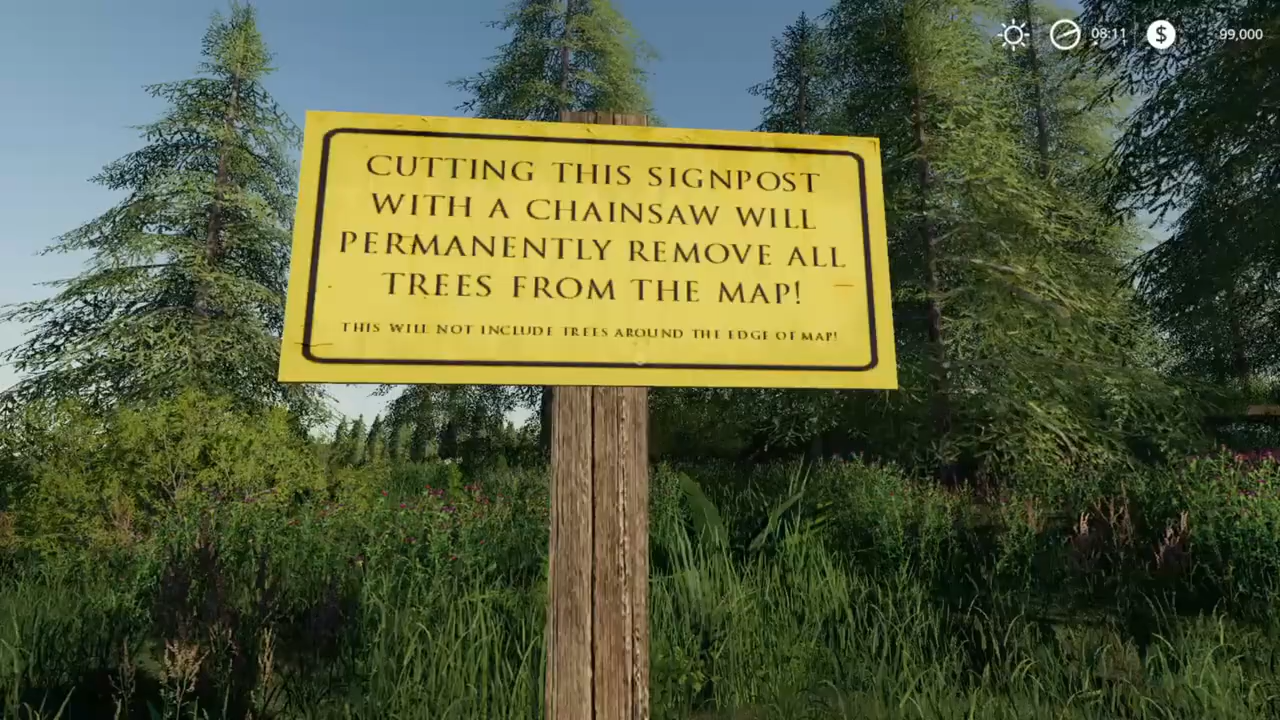 08:11 $ 99,000
CUTTING THIS SIGNPOST
WITH A CHAINSAW WILL
PERMANENTLY REMOVE ALL
TREES FROM THE MAP!
THIS WILL NOT INCLUDE TREES AROUND THE EDGE OF MAP!